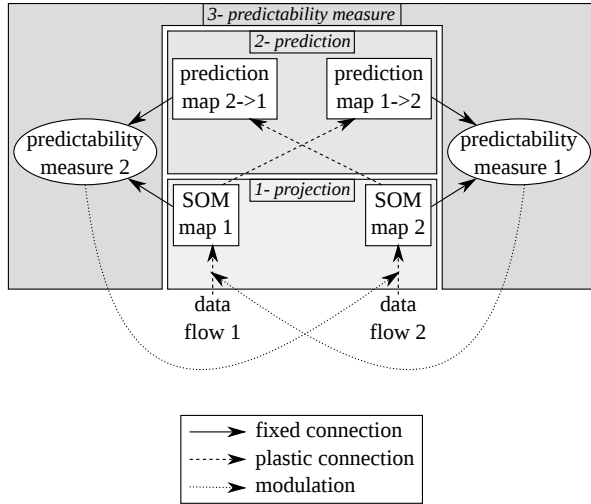 3- predictability measure
2- prediction
prediction
map 2->1
prediction
map 1->2
predictability
measure 2
predictability
measure 1
1- projection
SOM
map 1
SOM
map 2
data
flow 1
data
flow 2
fixed connection
plastic connection
modulation